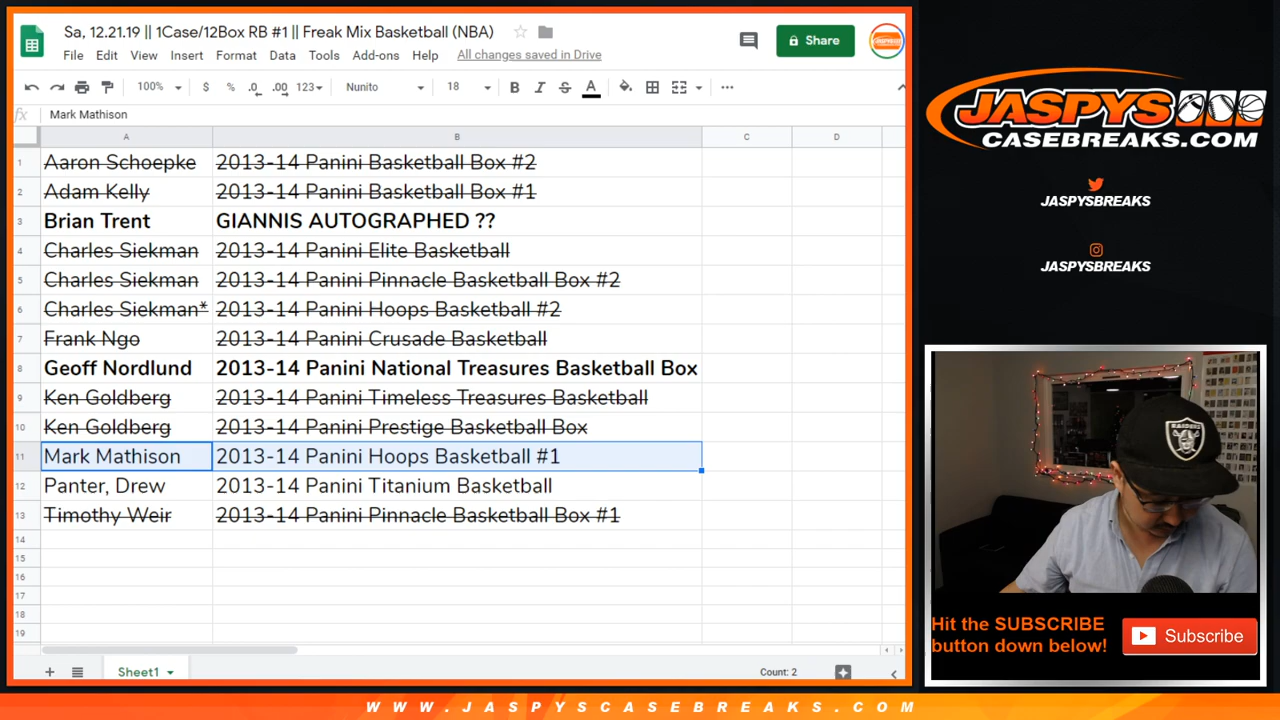 Sa, 12.21.19 || 1Case/12Box RB #1 || Freak Mix Basketball (NBA)
File Edit View Insert Format Data Tools Add-ons Help All changes saved in Drive
Share
100% $ % .0 .00 123 Nunito 18 B I S A
fx Mark Mathison
A B C D
1 Aaron Schoepke 2013-14 Panini Basketball Box #2
2 Adam Kelly 2013-14 Panini Basketball Box #1
3 Brian Trent GIANNIS AUTOGRAPHED ??
4 Charles Siekman 2013-14 Panini Elite Basketball
5 Charles Siekman 2013-14 Panini Pinnacle Basketball Box #2
6 Charles Siekman* 2013-14 Panini Hoops Basketball #2
7 Frank Ngo 2013-14 Panini Crusade Basketball
8 Geoff Nordlund 2013-14 Panini National Treasures Basketball Box
9 Ken Goldberg 2013-14 Panini Timeless Treasures Basketball
10 Ken Goldberg 2013-14 Panini Prestige Basketball Box
11 Mark Mathison 2013-14 Panini Hoops Basketball #1
12 Panter, Drew 2013-14 Panini Titanium Basketball
13 Timothy Weir 2013-14 Panini Pinnacle Basketball Box #1
14
15
16
17
18
19
Sheet1
Count: 2
JASPYS
CASEBREAKS.COM
JASPYSBREAKS
JASPYSBREAKS
RAIDERS
Hit the SUBSCRIBE
button down below!
Subscribe
WWW.JASPYSCASEBREAKS.COM